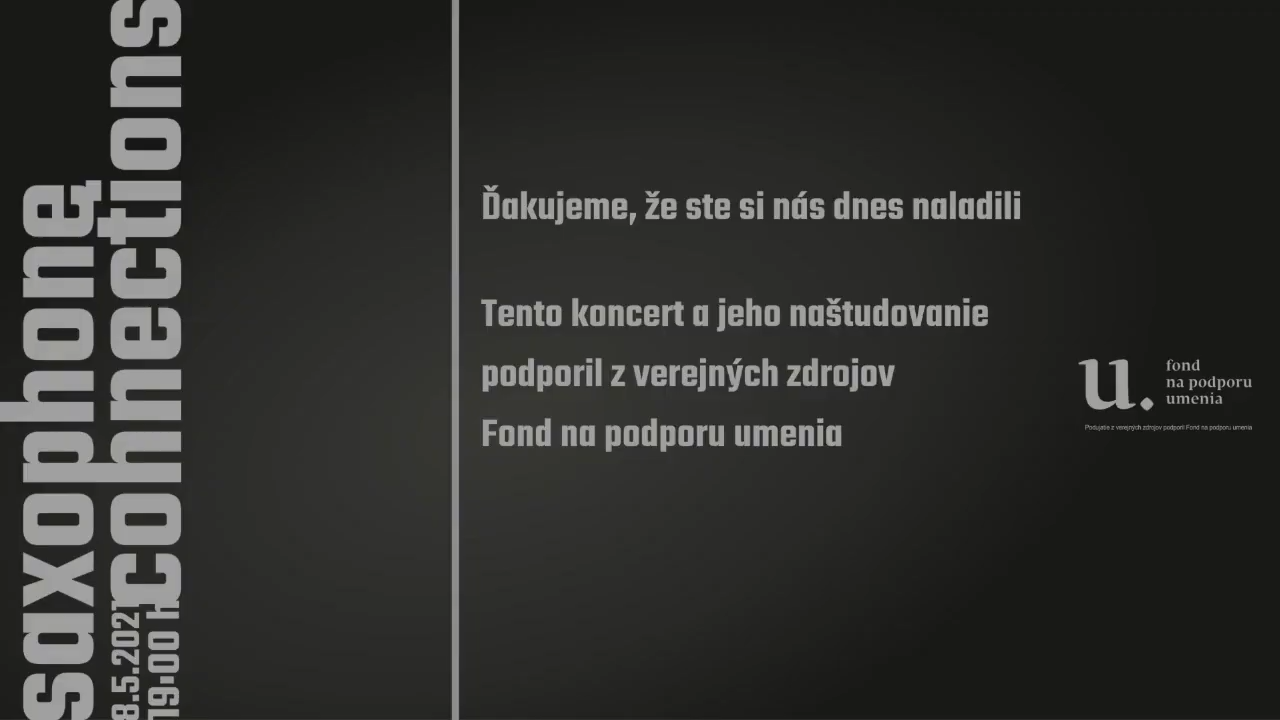 saxophone
connections
8.5.2021
19:00 h
Ďakujeme, že ste si nás dnes naladili
Tento koncert a jeho naštudovanie
podporil z verejných zdrojov
Fond na podporu umenia
u.
fond
na podporu
umenia
Podujatie z verejných zdrojov podporil Fond na podporu umenia